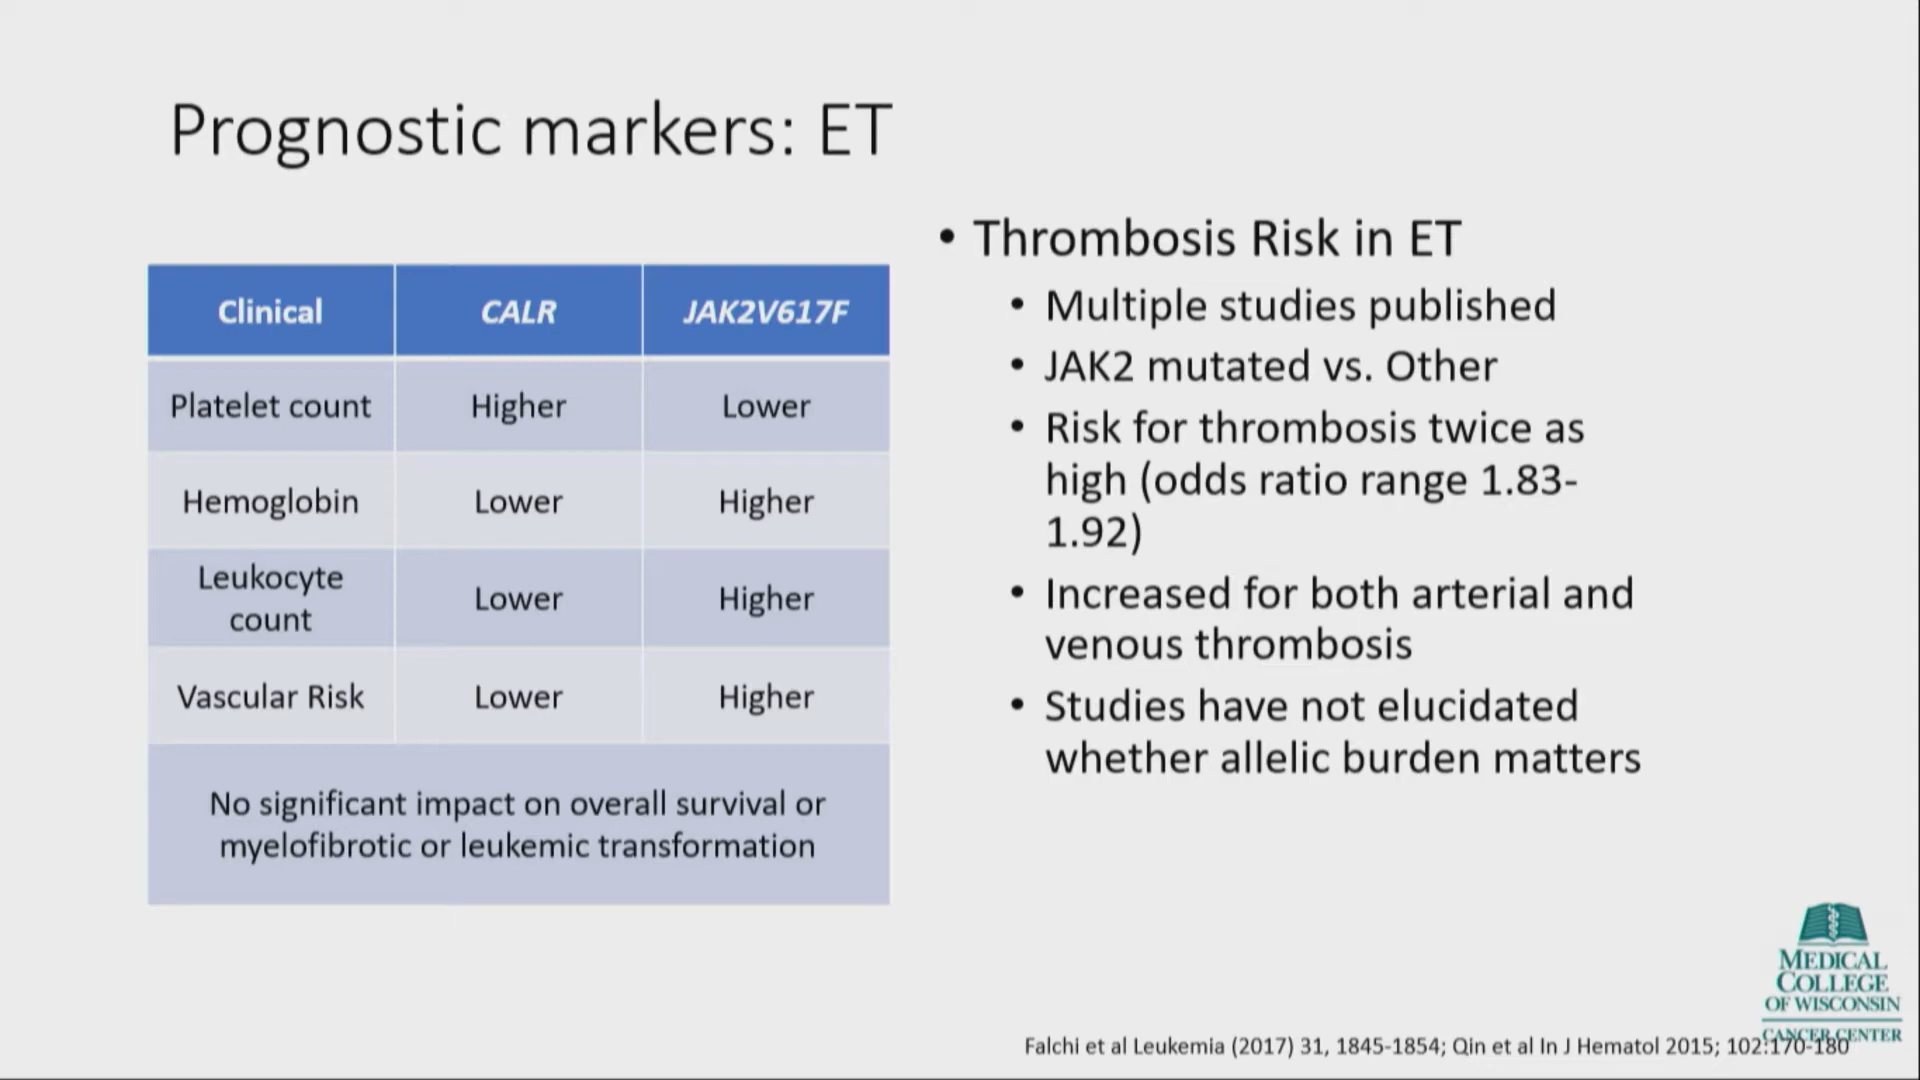 Prognostic markers: ET
Clinical CALR JAK2V617F
Platelet count Higher Lower
Hemoglobin Lower Higher
Leukocyte
count Lower Higher
Vascular Risk Lower Higher
No significant impact on overall survival or
myelofibrotic or leukemic transformation
• Thrombosis Risk in ET
• Multiple studies published
• JAK2 mutated vs. Other
• Risk for thrombosis twice as
high (odds ratio range 1.83-
1.92)
• Increased for both arterial and
venous thrombosis
• Studies have not elucidated
whether allelic burden matters
MEDICAL
COLLEGE
OF WISCONSIN
CANCER CENTER
Falchi et al Leukemia (2017) 31, 1845-1854; Qin et al In J Hematol 2015; 102:170-180